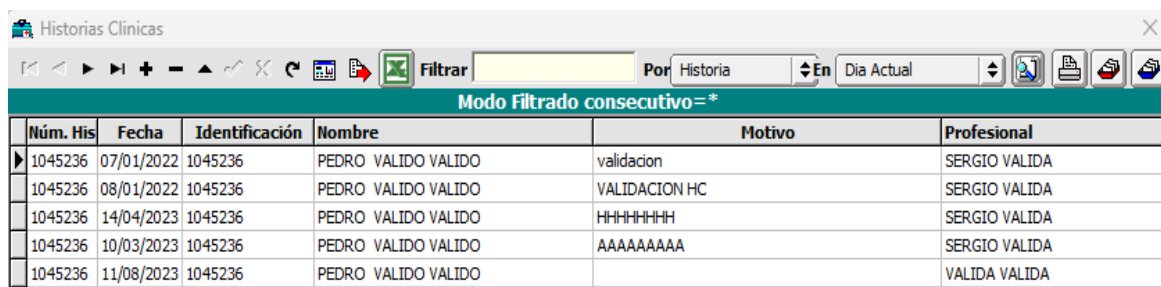 Historias Clinicas
Filtrar Por Historia En Dia Actual
Modo Filtrado consecutivo=*
Núm. His Fecha Identificación Nombre Motivo Profesional
1045236 07/01/2022 1045236 PEDRO VALIDO VALIDO validacion SERGIO VALIDA
1045236 08/01/2022 1045236 PEDRO VALIDO VALIDO VALIDACION HC SERGIO VALIDA
1045236 14/04/2023 1045236 PEDRO VALIDO VALIDO HHHHHHHH SERGIO VALIDA
1045236 10/03/2023 1045236 PEDRO VALIDO VALIDO AAAAAAAAA SERGIO VALIDA
1045236 11/08/2023 1045236 PEDRO VALIDO VALIDO VALIDA VALIDA